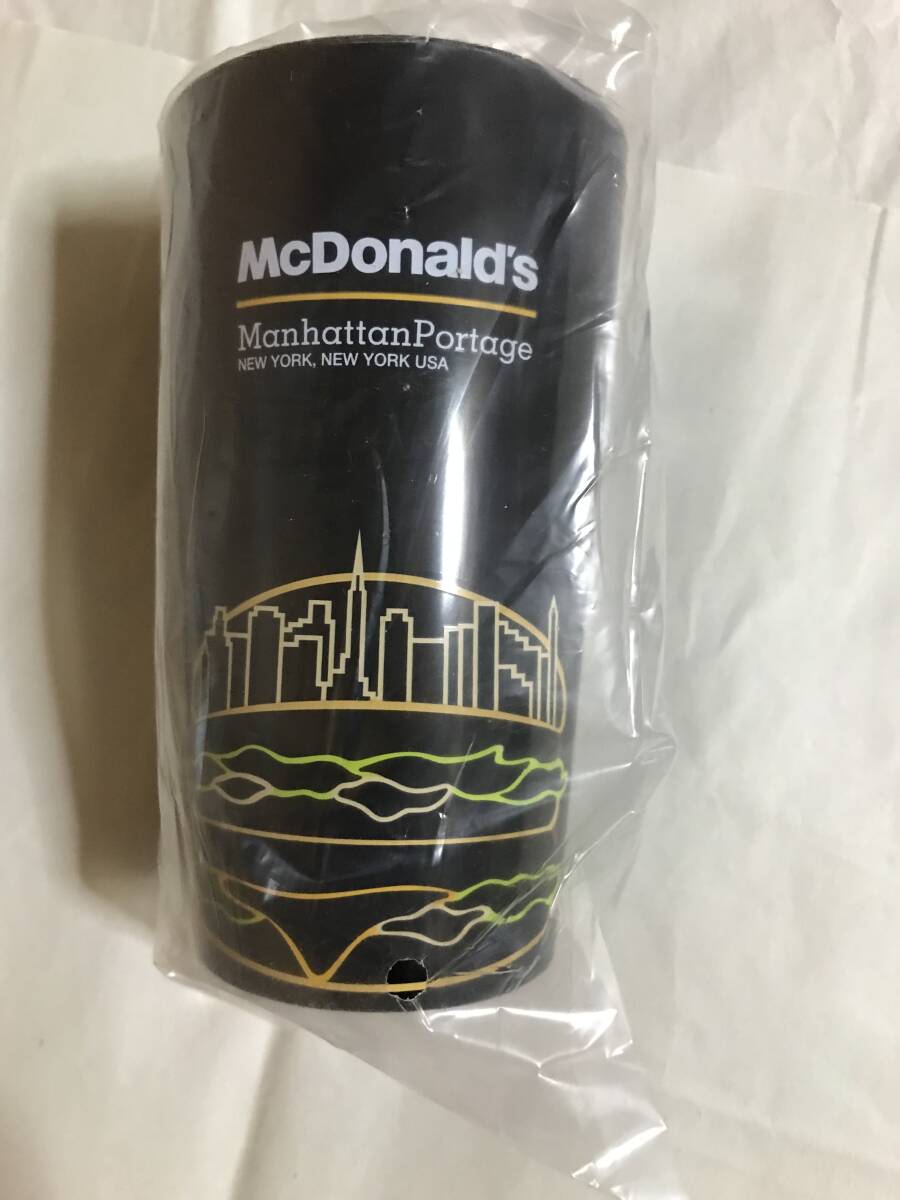 McDonald's
ManhattanPortage
NEW YORK, NEW YORK USA